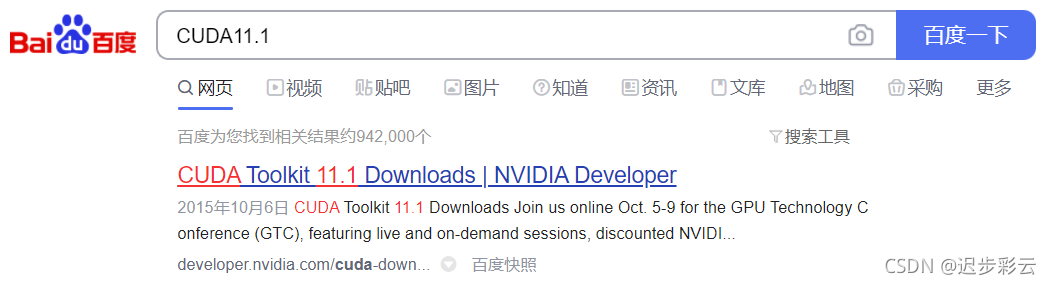 Bai du 百度 CUDA11.1 百度一下
网页 视频 贴 贴吧 图片 知道 资讯 文库 地图 采购 更多
百度为您找到相关结果约942,000个 搜索工具
CUDA Toolkit 11.1 Downloads | NVIDIA Developer
2015年10月6日 CUDA Toolkit 11.1 Downloads Join us online Oct. 5-9 for the GPU Technology C
onference (GTC), featuring live and on-demand sessions, discounted NVIDI...
developer.nvidia.com/cuda-down... 百度快照
CSDN @迟步彩云